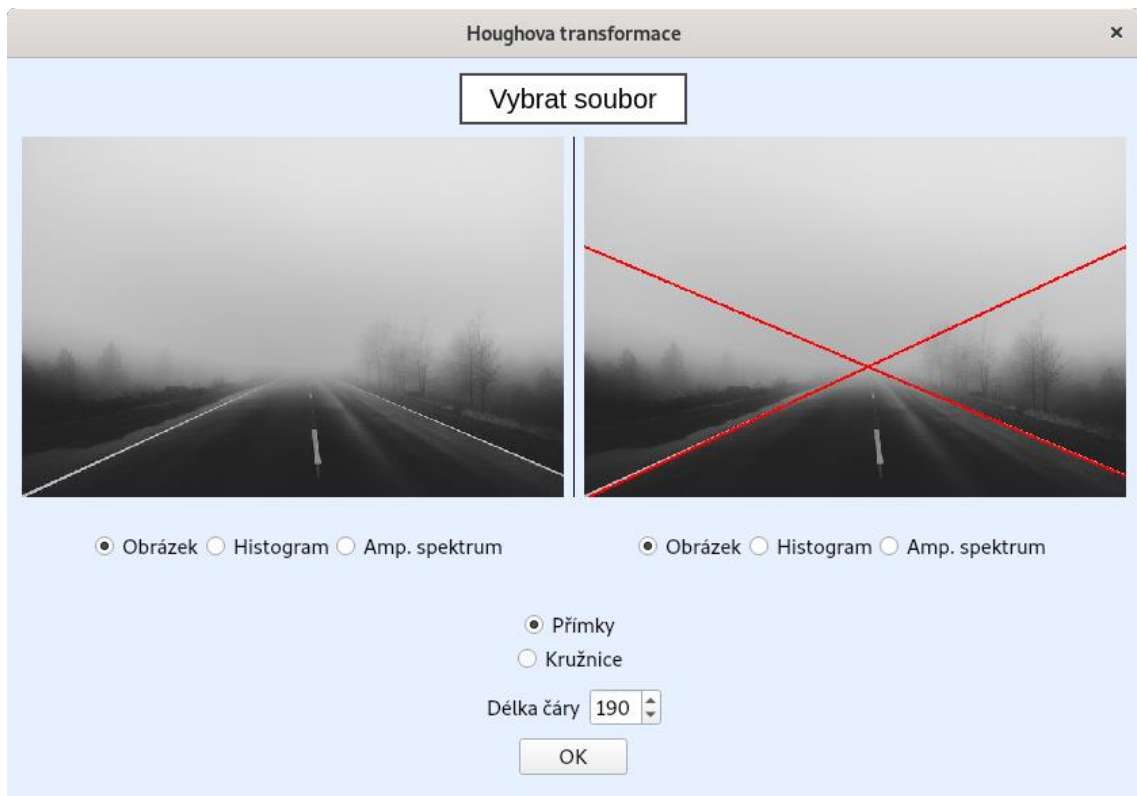 Houghova transformace ×
Vybrat soubor
Obrázek Histogram Amp. spektrum Obrázek Histogram Amp. spektrum
Přímky
Kružnice
Délka čáry 190
OK